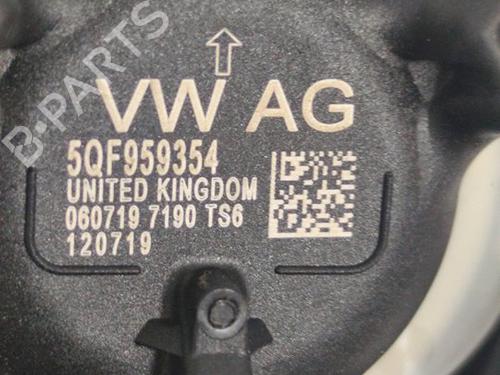 B-PARTS
VW AG
5QF959354
UNITED KINGDOM
060719 7190 TS6
120719